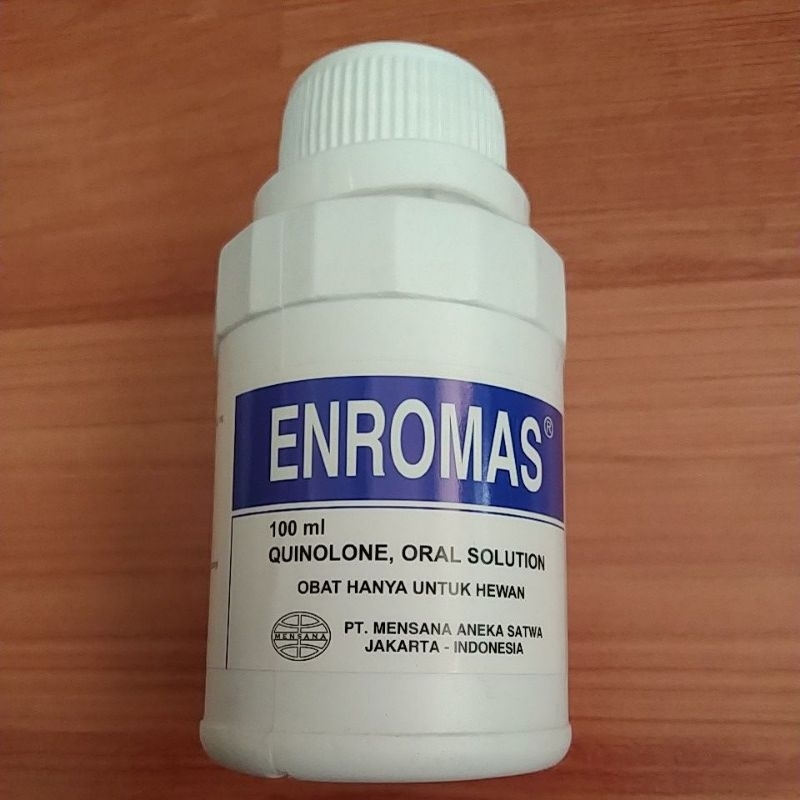 ENROMAS®
100 ml
QUINOLONE, ORAL SOLUTION
OBAT HANYA UNTUK HEWAN
MENSANA
PT. MENSANA ANEKA SATWA
JAKARTA - INDONESIA